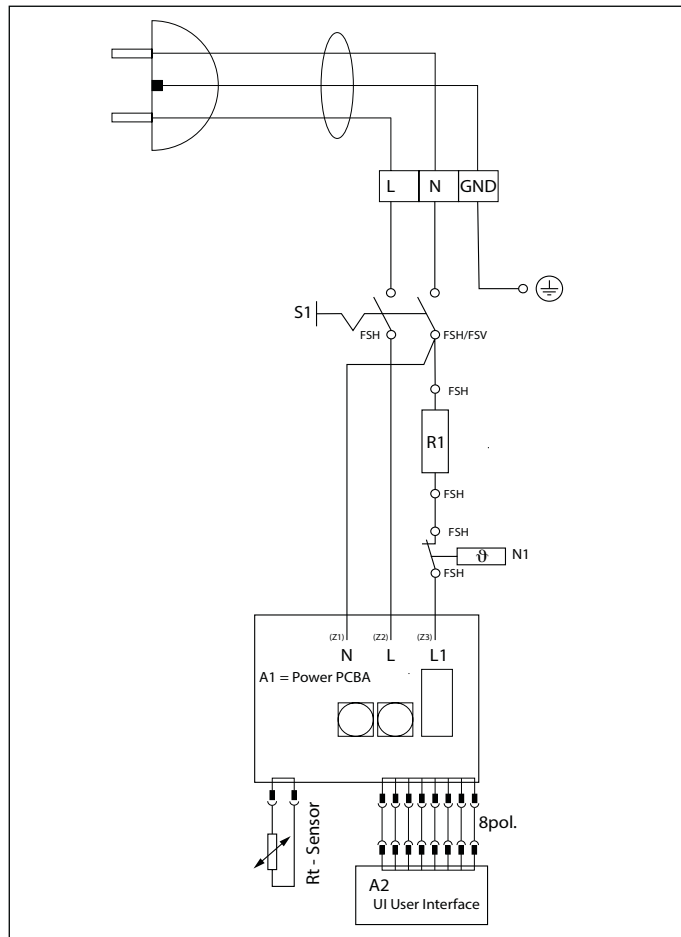 L N GND
S1
FSH FSH/FSV
FSH
R1
FSH
FSH
ϑ N1
FSH
(Z1) (Z2) (Z3)
N L L1
A1 = Power PCBA
Rt - Sensor
8pol.
A2
UI User Interface